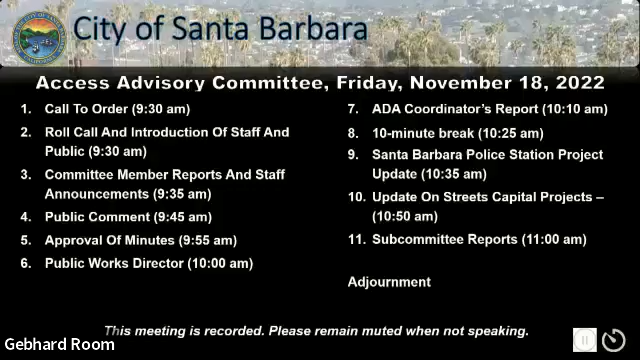 City of Santa Barbara
Access Advisory Committee, Friday, November 18, 2022
1. Call To Order (9:30 am)
2. Roll Call And Introduction Of Staff And
Public (9:30 am)
3. Committee Member Reports And Staff
Announcements (9:35 am)
4. Public Comment (9:45 am)
5. Approval Of Minutes (9:55 am)
6. Public Works Director (10:00 am)
7. ADA Coordinator's Report (10:10 am)
8. 10-minute break (10:25 am)
9. Santa Barbara Police Station Project
Update (10:35 am)
10. Update On Streets Capital Projects –
(10:50 am)
11. Subcommittee Reports (11:00 am)
Adjournment
This meeting is recorded. Please remain muted when not speaking.
Gebhard Room